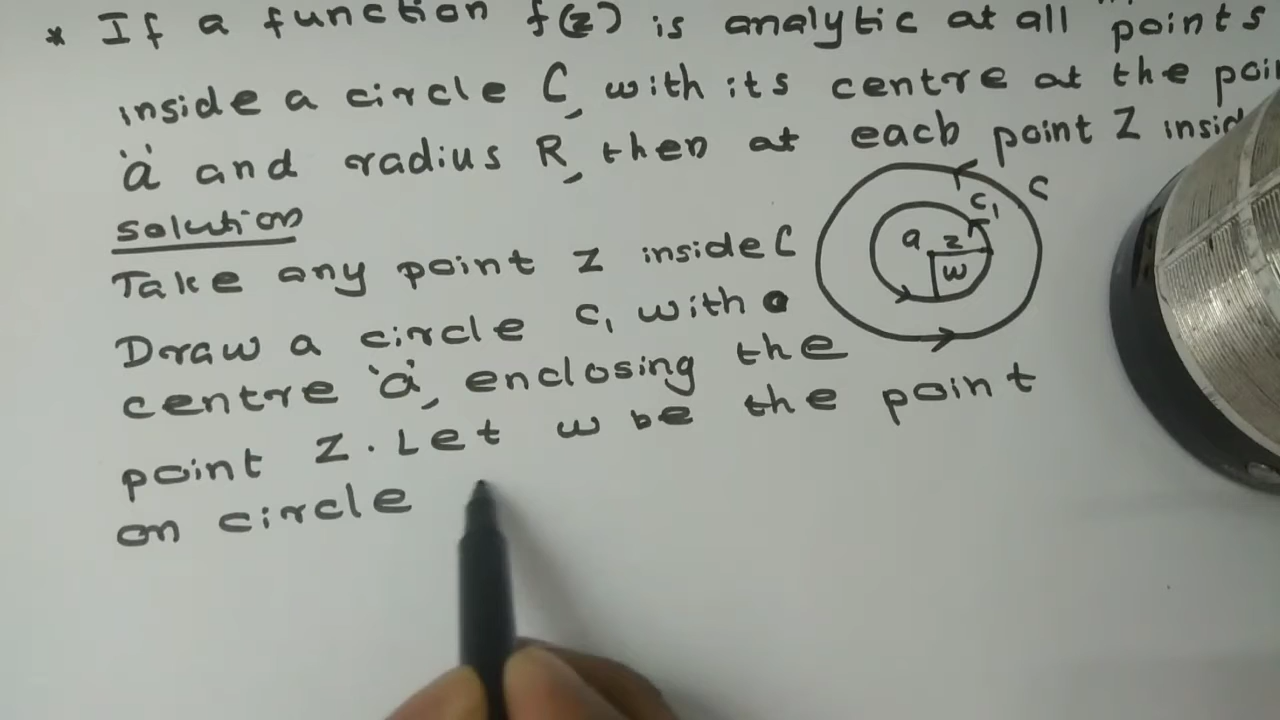 * If a function f(z) is analytic at all points
inside a circle C, with its centre at the poi
'a' and radius R, then at each point Z insid
solution
Take any point z inside C
Draw a circle C1 with
centre 'a', enclosing the
point Z. Let w be the point
on circle
C
C1
a z
w